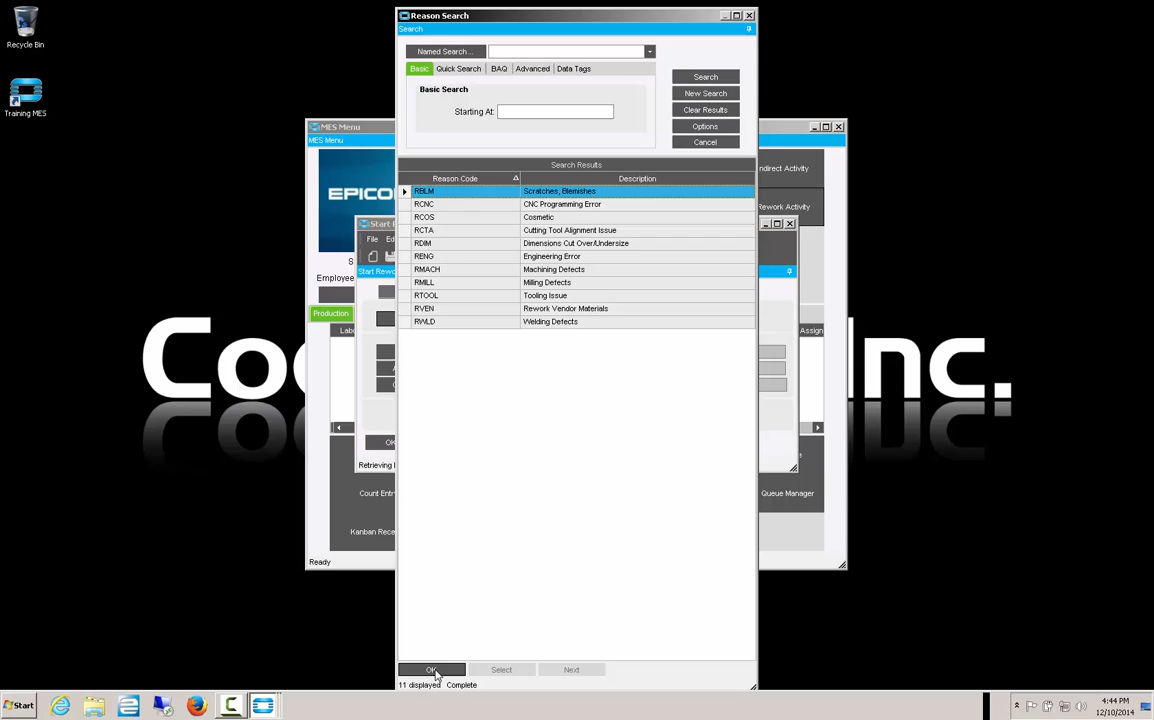 Recycle Bin
Training MES
Reason Search
Search
Named Search...
Basic Quick Search BAQ Advanced Data Tags
Basic Search
Starting At:
Search
New Search
Clear Results
Options
Cancel
Search Results
Reason Code Description
RBLM Scratches, Blemishes
RCNC CNC Programming Error
RCOS Cosmetic
RCTA Cutting Tool Alignment Issue
RDIM Dimensions Cut Over/Undersize
RENG Engineering Error
RMACH Machining Defects
RMILL Milling Defects
RTOOL Tooling Issue
RVEN Rework Vendor Materials
RWLD Welding Defects
OK Select Next
11 displayed Complete
MES Menu
MES Menu
EPICO
Employee
Production
Start
File
OK
Retrieving
Count Entr
Kanban Rece
Ready
ndirect Activity
Rework Activity
Assign
Queue Manager
Co Inc.
Start
4:44 PM
12/10/2014